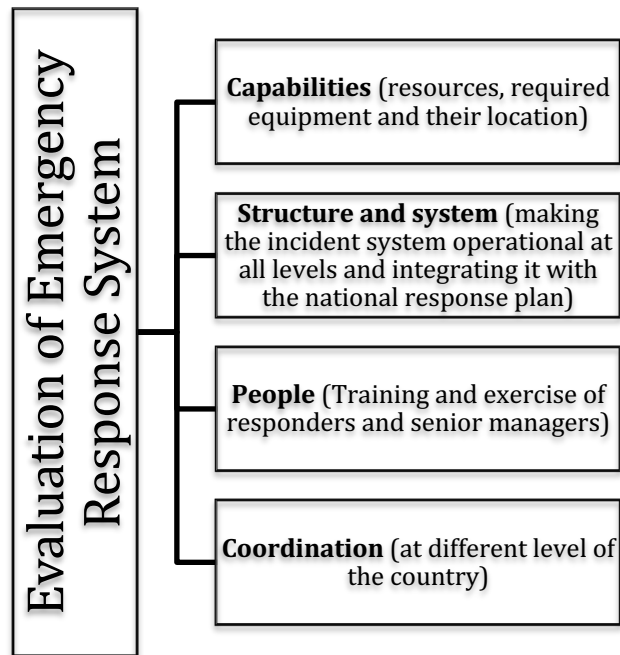 Evaluation of Emergency
Response System
Capabilities (resources, required
equipment and their location)
Structure and system (making
the incident system operational at
all levels and integrating it with
the national response plan)
People (Training and exercise of
responders and senior managers)
Coordination (at different level of
the country)